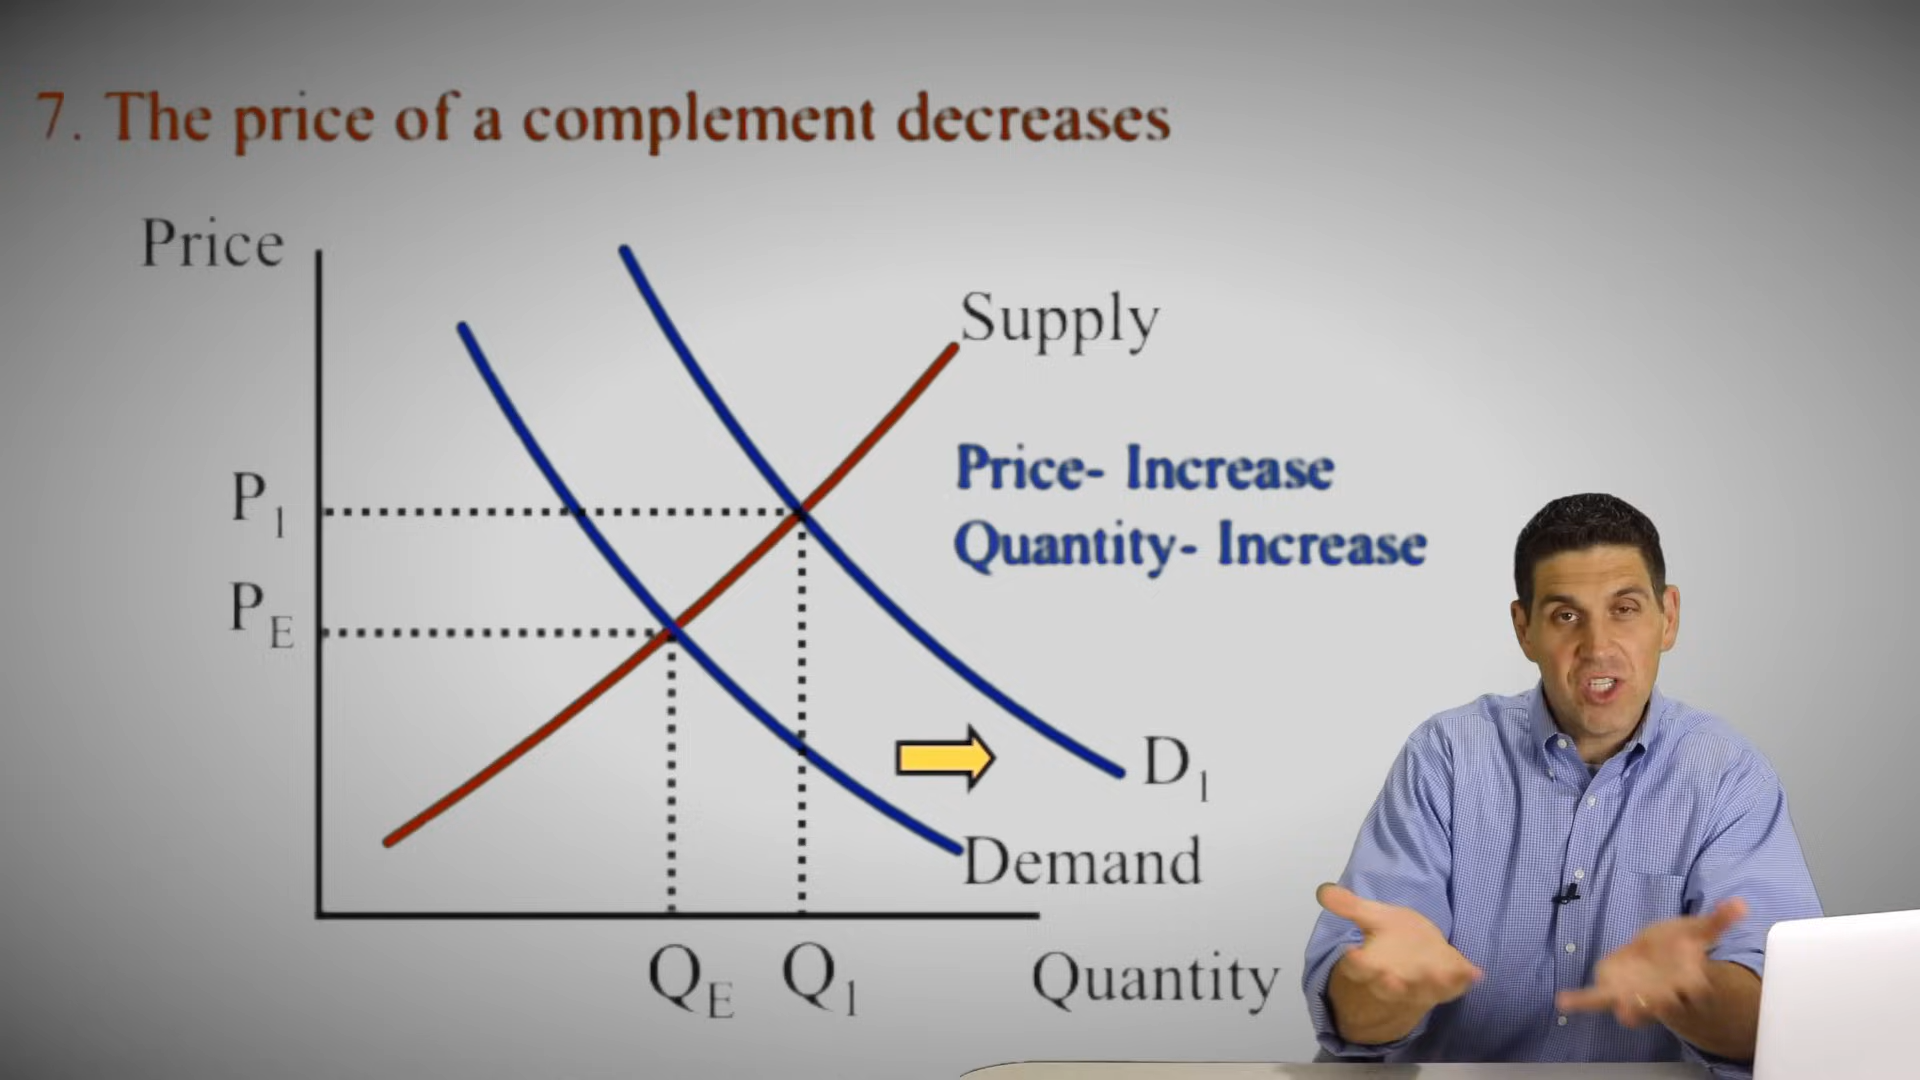 7. The price of a complement decreases
Price
Supply
Price- Increase
P1
Quantity- Increase
PE
D1
Demand
QE Q1 Quantity